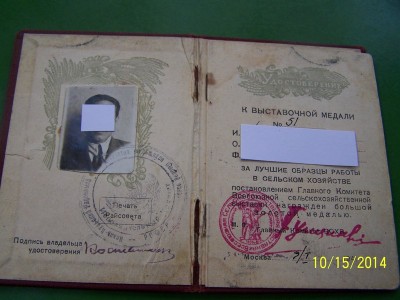 Печать
райсовета
Подпись владельца
удостоверения
УДОСТОВЕРЕНИЕ
К ВЫСТАВОЧНОЙ МЕДАЛИ
№ 51
И.
О.
Ф.
ЗА ЛУЧШИЕ ОБРАЗЦЫ РАБОТЫ
В СЕЛЬСКОМ ХОЗЯЙСТВЕ
постановлением Главного Комитета
Всесоюзной сельскохозяйственной
выставки награжден большой
медалью.
Москва
10/15/2014